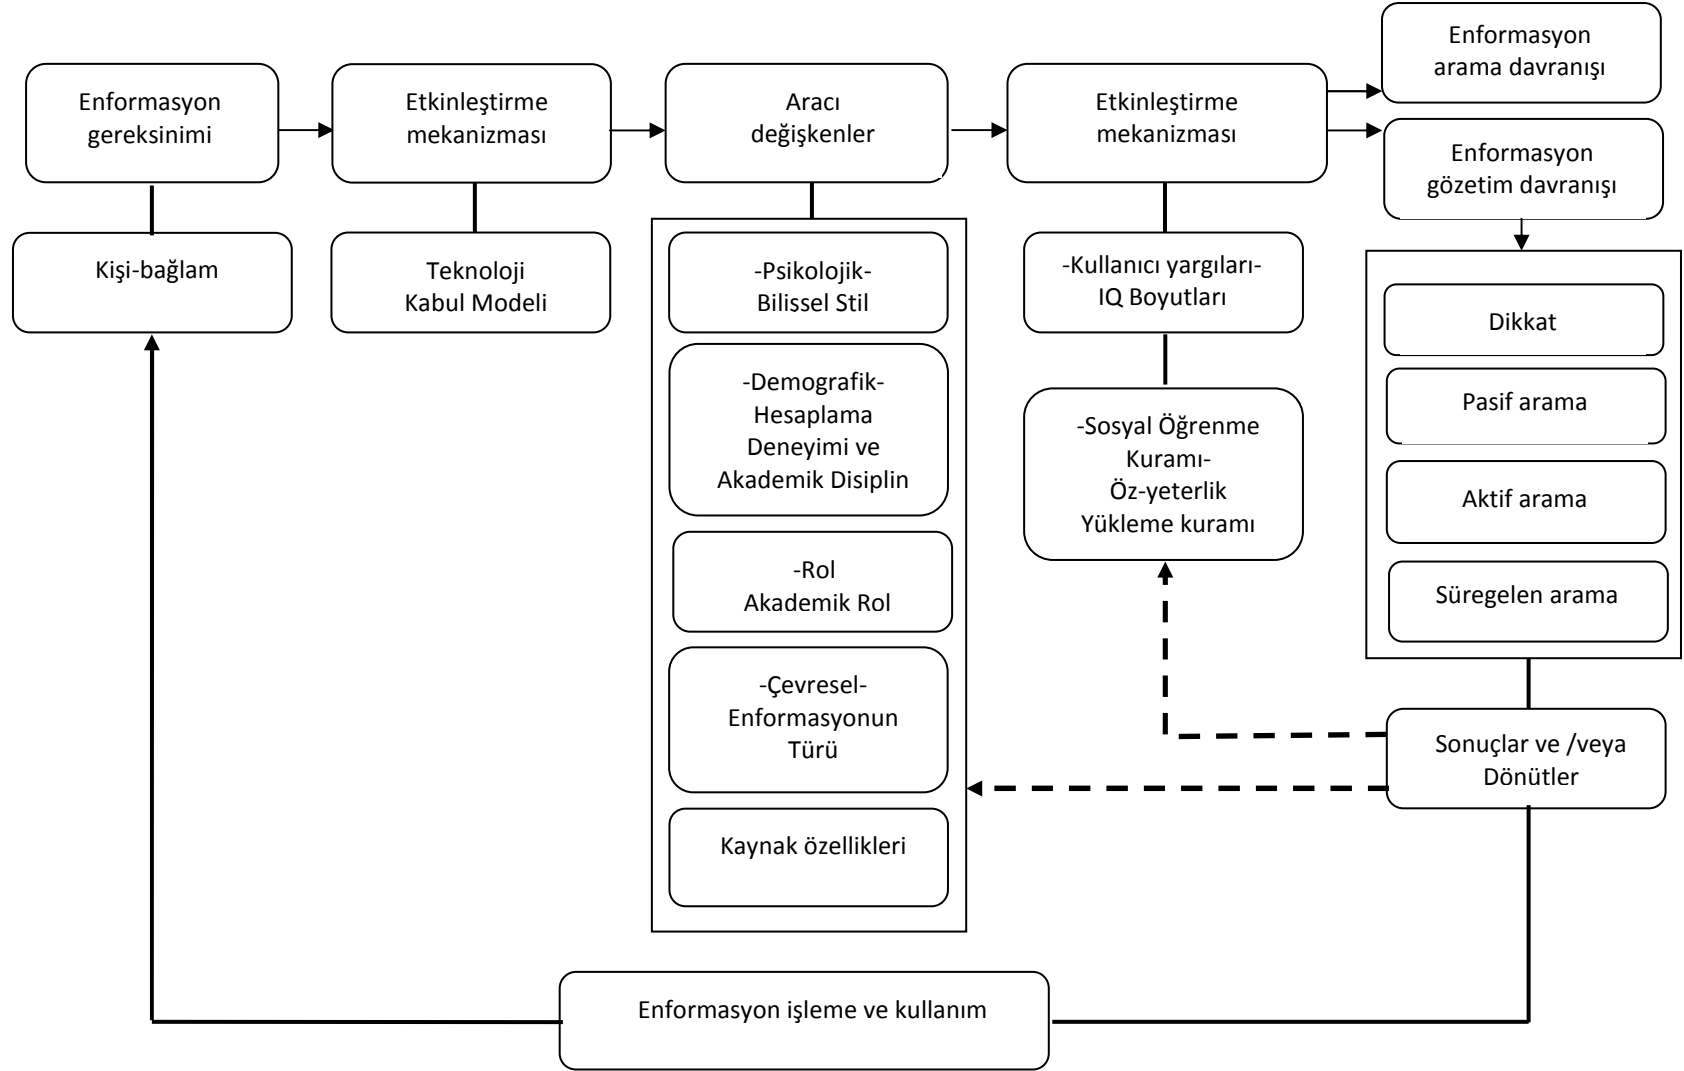 Enformasyon
gereksinimi
Etkinleştirme
mekanizması
Aracı
değişkenler
Etkinleştirme
mekanizması
Enformasyon
arama davranışı
Enformasyon
gözetim davranışı
Kişi-bağlam
Teknoloji
Kabul Modeli
-Psikolojik-
Bilissel Stil
-Demografik-
Hesaplama
Deneyimi ve
Akademik Disiplin
-Rol
Akademik Rol
-Çevresel-
Enformasyonun
Türü
Kaynak özellikleri
-Kullanıcı yargıları-
IQ Boyutları
-Sosyal Öğrenme
Kuramı-
Öz-yeterlik
Yükleme kuramı
Dikkat
Pasif arama
Aktif arama
Süregelen arama
Sonuçlar ve /veya
Dönütler
Enformasyon işleme ve kullanım